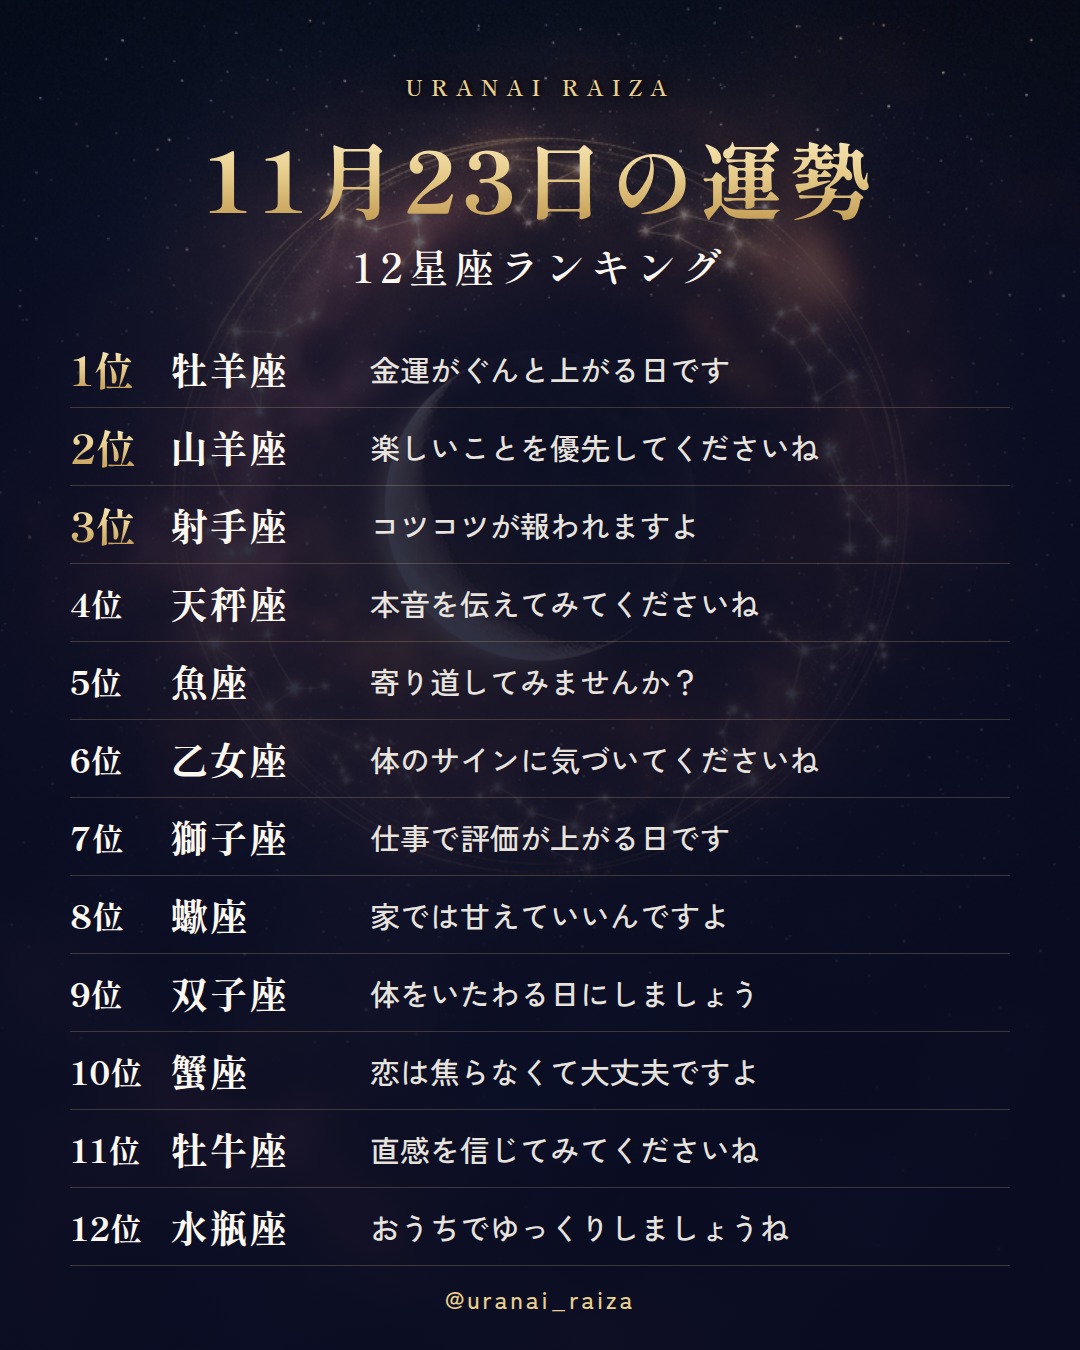 URANAI RAIZA
11月23日の運勢
12星座ランキング
1位 牡羊座 金運がぐんと上がる日です
2位 山羊座 楽しいことを優先してくださいね
3位 射手座 コツコツが報われますよ
4位 天秤座 本音を伝えてみてくださいね
5位 魚座 寄り道してみませんか？
6位 乙女座 体のサインに気づいてくださいね
7位 獅子座 仕事で評価が上がる日です
8位 蠍座 家では甘えていいんですよ
9位 双子座 体をいたわる日にしましょう
10位 蟹座 恋は焦らなくて大丈夫ですよ
11位 牡牛座 直感を信じてみてくださいね
12位 水瓶座 おうちでゆっくりしましょうね
@uranai_raiza